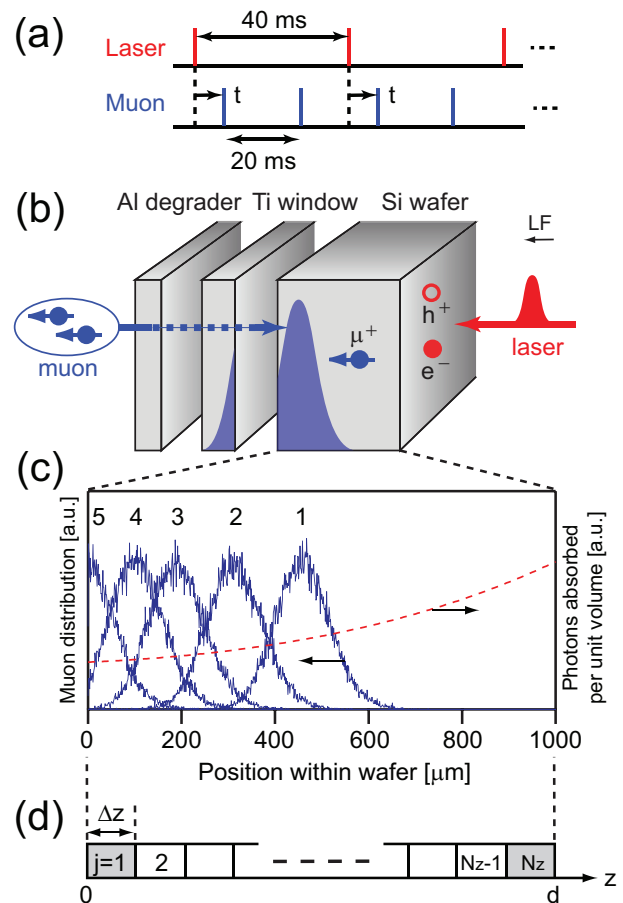 (a)
40 ms
Laser
...
Muon
t
t
...
20 ms
(b)
Al degrader
Ti window
Si wafer
LF
h+
μ+
e−
muon
laser
(c)
5 4 3 2 1
Muon distribution [a.u.]
Photons absorbed
per unit volume [a.u.]
0 200 400 600 800 1000
Position within wafer [μm]
(d)
Δz
j=1 2 Nz-1 Nz
z
0 d